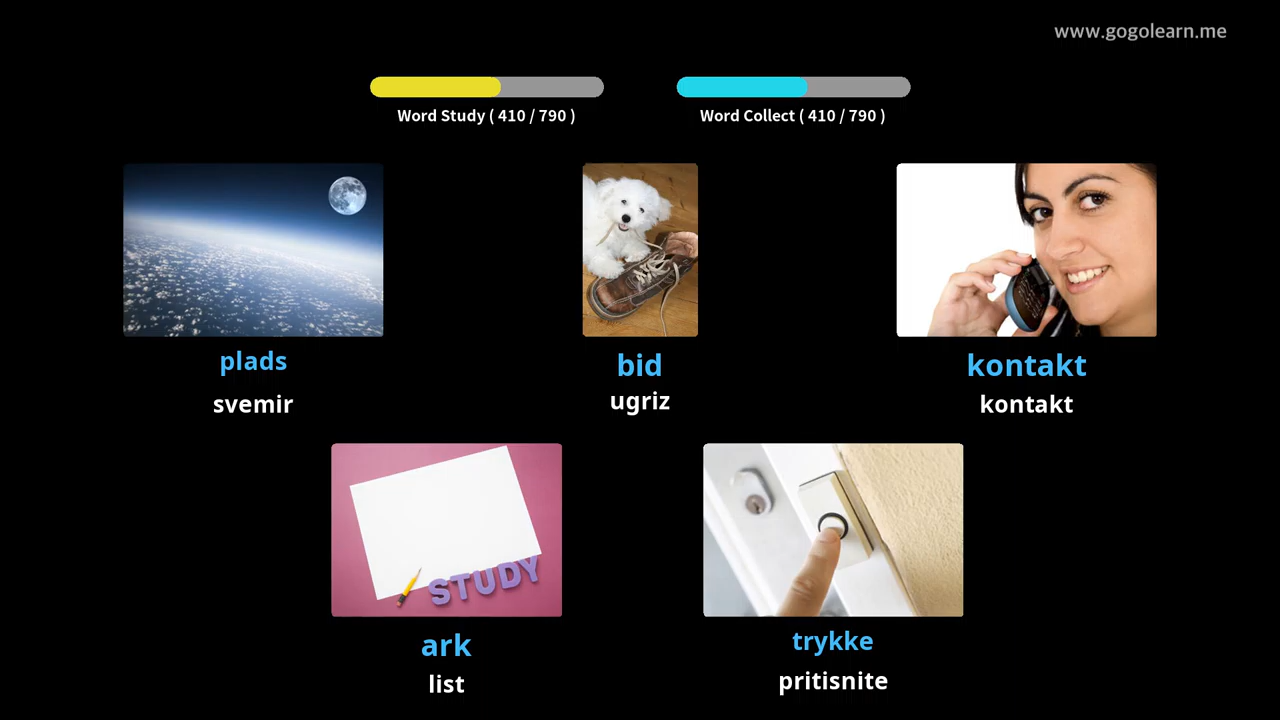 www.gogolearn.me
Word Study ( 410 / 790 )
Word Collect ( 410 / 790 )
plads
svemir
bid
ugriz
kontakt
kontakt
STUDY
ark
list
trykke
pritisnite